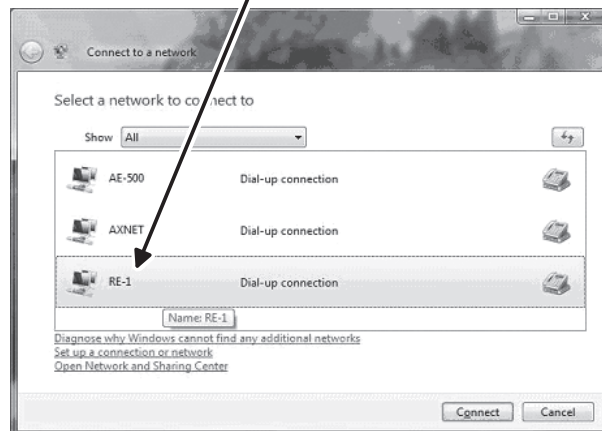 Connect to a network
Select a network to connect to
Show All
AE-500 Dial-up connection
AXNET Dial-up connection
RE-1 Dial-up connection
Name: RE-1
Diagnose why Windows cannot find any additional networks
Set up a connection or network
Open Network and Sharing Center
Connect Cancel